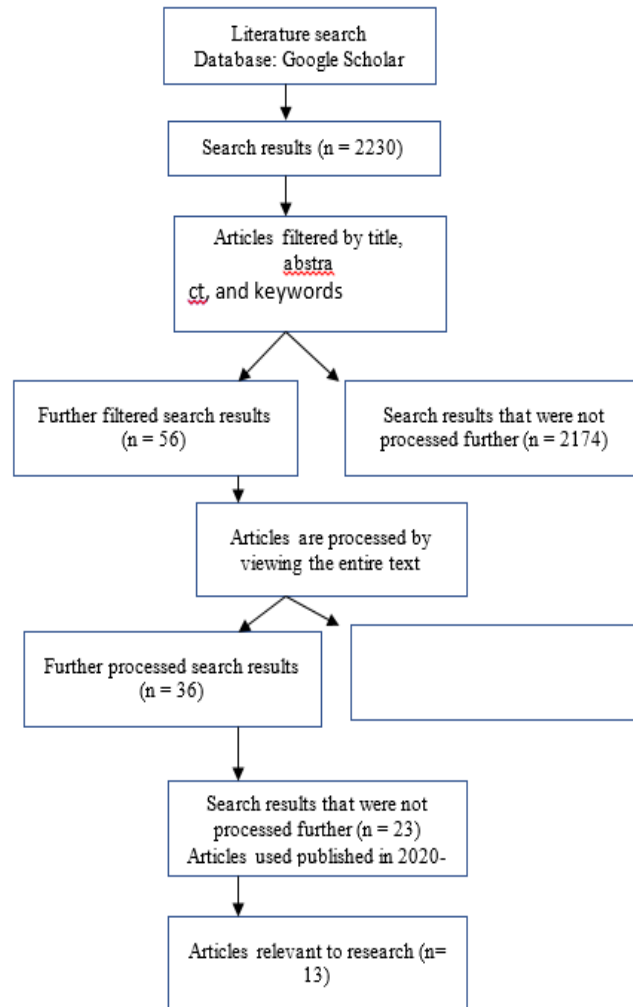 Literature search
Database: Google Scholar
Search results (n = 2230)
Articles filtered by title,
abstra
ct, and keywords
Further filtered search results
(n = 56)
Search results that were not
processed further (n = 2174)
Articles are processed by
viewing the entire text
Further processed search results
(n = 36)
Search results that were not
processed further (n = 23)
Articles used published in 2020-
Articles relevant to research (n=
13)